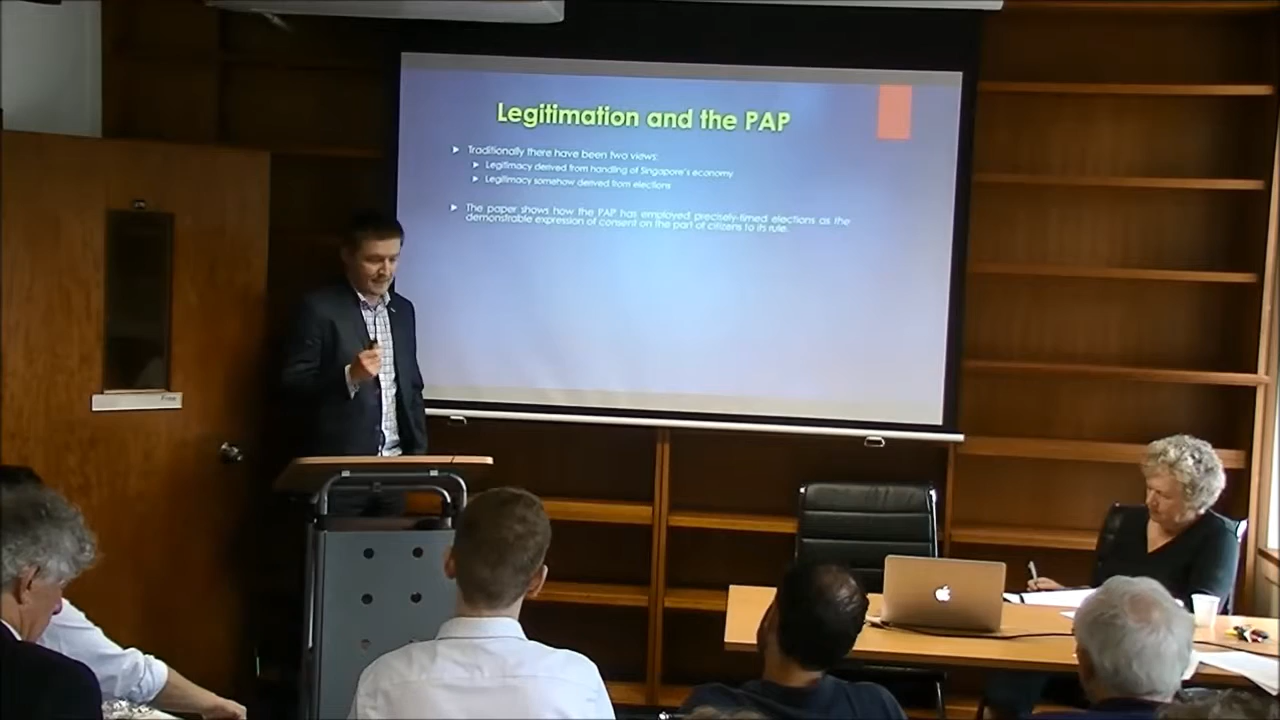 Legitimation and the PAP
Traditionally there have been two views:
Legitimacy derived from handling of Singapore's economy
Legitimacy somehow derived from elections
The paper shows how the PAP has employed precisely-timed elections as the
demonstrable expression of consent on the part of citizens to its rule.
Free